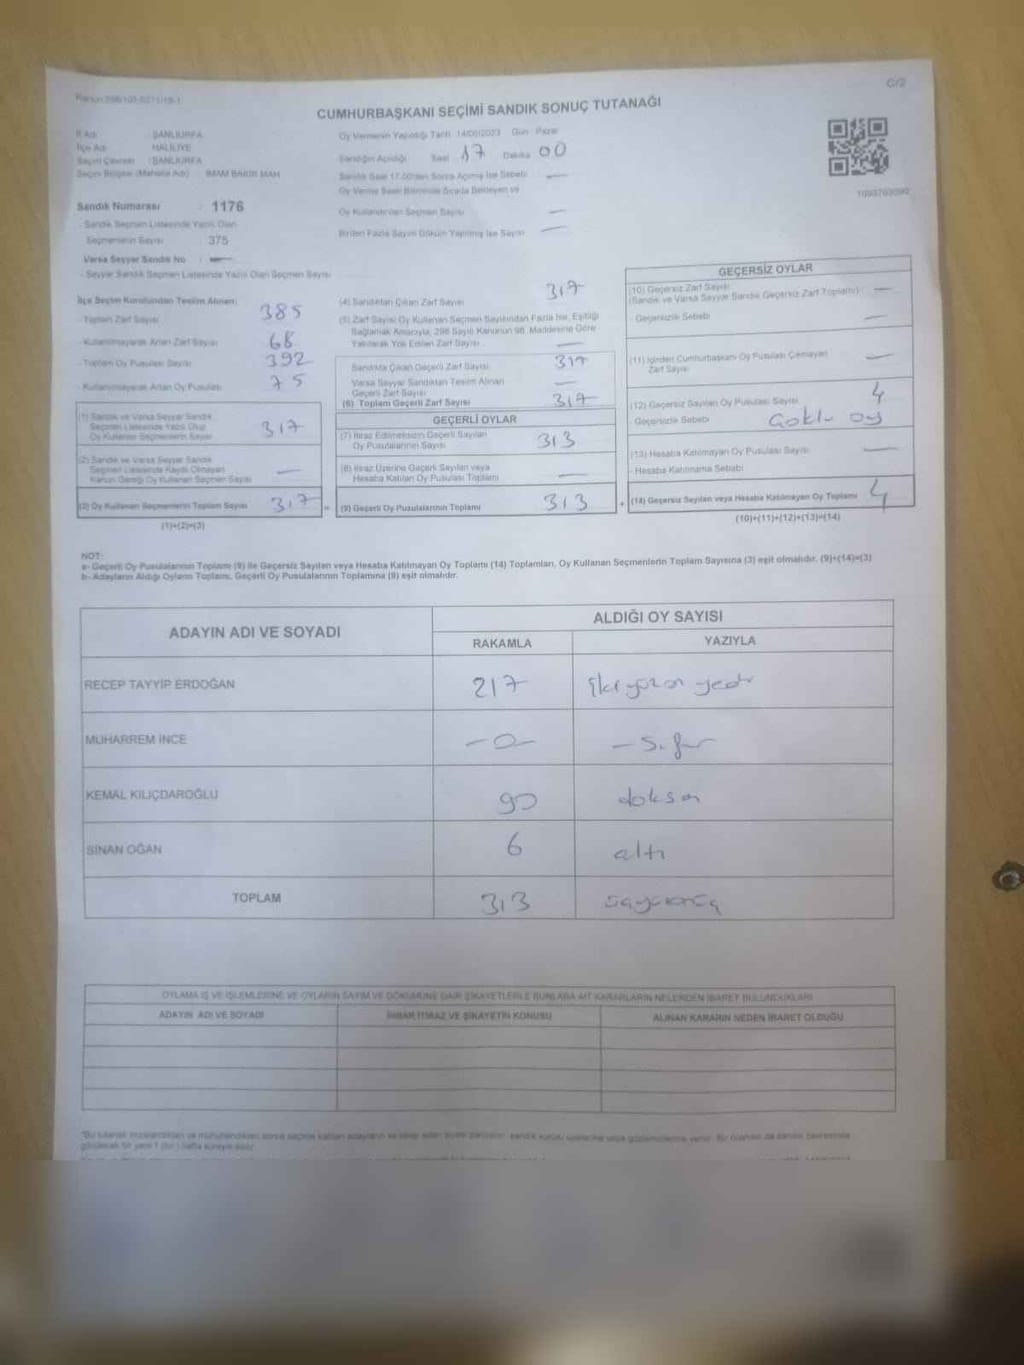 C/2
CUMHURBAŞKANI SEÇİMİ SANDIK SONUÇ TUTANAĞI
İl Adı : ŞANLIURFA
İlçe Adı : HALİLİYE
Seçim Çevresi : ŞANLIURFA
Seçim Bölgesi (Mahalle Adı) : İMAM BAKIR MAH
Sandık Numarası : 1176
- Sandık Seçmen Listesinde Yazılı Olan
Seçmenlerin Sayısı : 375
Varsa Seyyar Sandık No : —
- Seyyar Sandık Seçmen Listesinde Yazılı Olan Seçmen Sayısı
Oy Vermenin Yapıldığı Tarih 14/05/2023 Gün : Pazar
Sandığın Açıldığı Saat 17 Dakika 00
Sandık Saat 17.00'den Sonra Açılmış İse Sebebi —
Oy Verme Saati Bitiminde Sırada Bekleyen ve
Oy Kullandırılan Seçmen Sayısı —
Birden Fazla Sayım Döküm Yapılmış İse Sayısı —
1093763092
İlçe Seçim Kurulundan Teslim Alınan:
- Toplam Zarf Sayısı 385
- Kullanılmayarak Artan Zarf Sayısı 68
- Toplam Oy Pusulası Sayısı 392
- Kullanılmayarak Artan Oy Pusulası 75
(1) Sandık ve Varsa Seyyar Sandık
Seçmen Listesinde Yazılı Olup
Oy Kullanan Seçmenlerin Sayısı 317
(2) Sandık ve Varsa Seyyar Sandık
Seçmen Listesinde Kaydı Olmayan
Kanun Gereği Oy Kullanan Seçmen Sayısı —
(3) Oy Kullanan Seçmenlerin Toplam Sayısı 317 =
(1)+(2)=(3)
(4) Sandıktan Çıkan Zarf Sayısı 317
(5) Zarf Sayısı Oy Kullanan Seçmen Sayısından Fazla İse, Eşitliği
Sağlamak Amacıyla, 298 Sayılı Kanunun 98. Maddesine Göre
Yakılarak Yok Edilen Zarf Sayısı —
Sandıkta Çıkan Geçerli Zarf Sayısı 317
Varsa Seyyar Sandıktan Teslim Alınan
Geçerli Zarf Sayısı —
(6) Toplam Geçerli Zarf Sayısı 317
GEÇERLİ OYLAR
(7) İtiraz Edilmeksizin Geçerli Sayılan
Oy Pusulalarının Sayısı 313
(8) İtiraz Üzerine Geçerli Sayılan veya
Hesaba Katılan Oy Pusulası Toplamı —
(9) Geçerli Oy Pusulalarının Toplamı 313 +
GEÇERSİZ OYLAR
(10) Geçersiz Zarf Sayısı
(Sandık ve Varsa Seyyar Sandık Geçersiz Zarf Toplamı) —
- Geçersizlik Sebebi —
(11) İçinden Cumhurbaşkanı Oy Pusulası Çıkmayan
Zarf Sayısı —
(12) Geçersiz Sayılan Oy Pusulası Sayısı 4
Geçersizlik Sebebi Çoklu oy
(13) Hesaba Katılmayan Oy Pusulası Sayısı —
- Hesaba Katılmama Sebebi
(14) Geçersiz Sayılan veya Hesaba Katılmayan Oy Toplamı 4
(10)+(11)+(12)+(13)=(14)
NOT:
a- Geçerli Oy Pusulalarının Toplamı (9) ile Geçersiz Sayılan veya Hesaba Katılmayan Oy Toplamı (14) Toplamları, Oy Kullanan Seçmenlerin Toplam Sayısına (3) eşit olmalıdır. (9)+(14)=(3)
b- Adayların Aldığı Oyların Toplamı, Geçerli Oy Pusulalarının Toplamına (9) eşit olmalıdır.
ADAYIN ADI VE SOYADI ALDIĞI OY SAYISI
RAKAMLA YAZIYLA
RECEP TAYYİP ERDOĞAN 217 ikiyüzon yedi
MUHARREM İNCE -0- -sıfır
KEMAL KILIÇDAROĞLU 90 doksan
SİNAN OĞAN 6 altı
TOPLAM 313
OYLAMA İŞ VE İŞLEMLERİNE VE OYLARIN SAYIM VE DÖKÜMÜNE DAİR ŞİKAYETLERLE BUNLARA AİT KARARLARIN NELERDEN İBARET BULUNDUKLARI
ADAYIN ADI VE SOYADI İHBAR İTİRAZ VE ŞİKAYETİN KONUSU ALINAN KARARIN NEDEN İBARET OLDUĞU